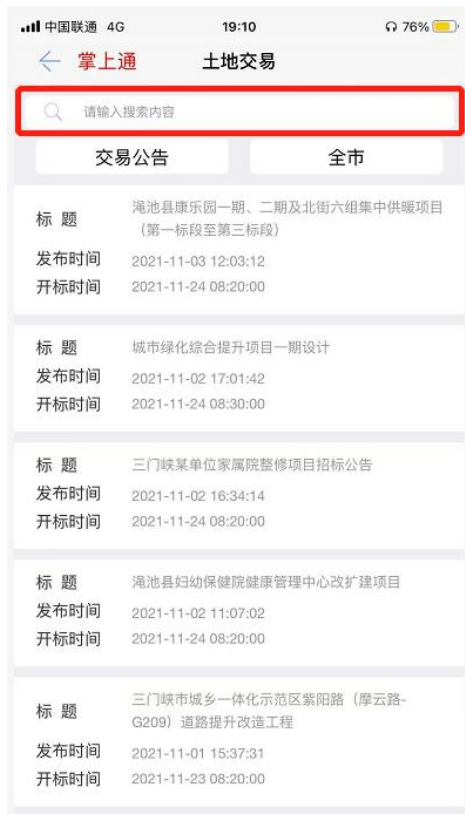 中国联通 4G 19:10 76%
掌上通 土地交易
请输入搜索内容
交易公告 全市
标 题 渑池县康乐园一期、二期及北街六组集中供暖项目
（第一标段至第三标段）
发布时间 2021-11-03 12:03:12
开标时间 2021-11-24 08:20:00
标 题 城市绿化综合提升项目一期设计
发布时间 2021-11-02 17:01:42
开标时间 2021-11-24 08:30:00
标 题 三门峡某单位家属院整修项目招标公告
发布时间 2021-11-02 16:34:14
开标时间 2021-11-24 08:20:00
标 题 渑池县妇幼保健院健康管理中心改扩建项目
发布时间 2021-11-02 11:07:02
开标时间 2021-11-24 08:20:00
标 题 三门峡市城乡一体化示范区紫阳路（摩云路-
G209）道路提升改造工程
发布时间 2021-11-01 15:37:31
开标时间 2021-11-23 08:20:00